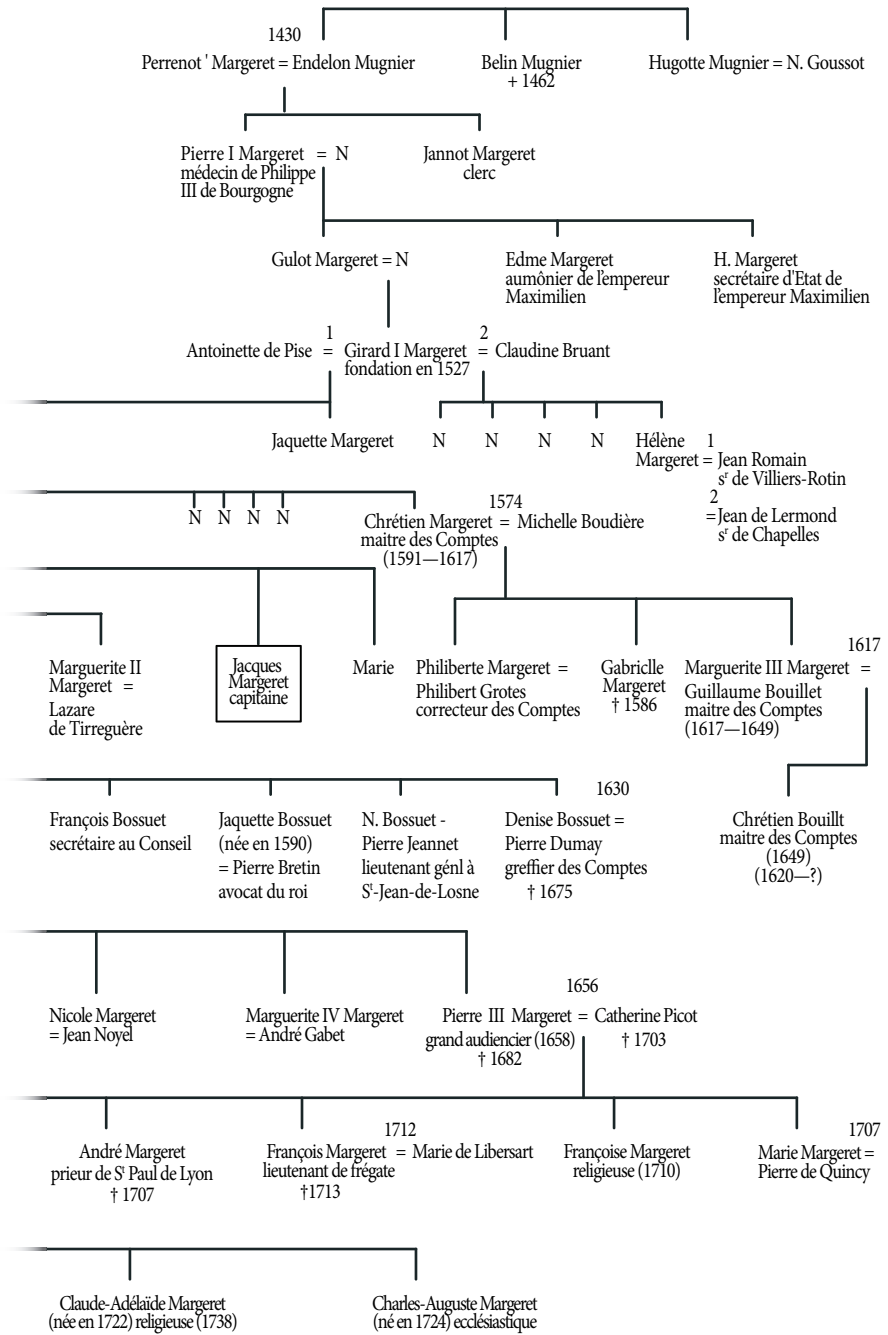 1430
Perrenot ' Margeret = Endelon Mugnier
Belin Mugnier
+ 1462
Hugotte Mugnier = N. Goussot
Pierre I Margeret = N
médecin de Philippe
III de Bourgogne
Jannot Margeret
clerc
Gulot Margeret = N
Edme Margeret
aumônier de l'empereur
Maximilien
H. Margeret
secrétaire d'Etat de
l'empereur Maximilien
1
2
Antoinette de Pise = Girard I Margeret = Claudine Bruant
fondation en 1527
Jaquette Margeret
N
N
N
N
Hélène
Margeret =
1
Jean Romain
sʳ de Villiers-Rotin
2
=Jean de Lermond
sʳ de Chapelles
N
N
N
N
1574
Chrétien Margeret = Michelle Boudière
maitre des Comptes
(1591—1617)
Marguerite II
Margeret =
Lazare
de Tirreguère
Jacques
Margeret
capitaine
Marie
Philiberte Margeret =
Philibert Grotes
correcteur des Comptes
Gabriclle
Margeret
† 1586
1617
Marguerite III Margeret =
Guillaume Bouillet
maitre des Comptes
(1617—1649)
François Bossuet
secrétaire au Conseil
Jaquette Bossuet
(née en 1590)
= Pierre Bretin
avocat du roi
N. Bossuet -
Pierre Jeannet
lieutenant génl à
Sᵗ-Jean-de-Losne
1630
Denise Bossuet =
Pierre Dumay
greffier des Comptes
† 1675
Chrétien Bouillt
maitre des Comptes
(1649)
(1620—?)
Nicole Margeret
= Jean Noyel
Marguerite IV Margeret
= André Gabet
1656
Pierre III Margeret = Catherine Picot
grand audiencier (1658)
† 1682
† 1703
André Margeret
prieur de Sᵗ Paul de Lyon
† 1707
1712
François Margeret = Marie de Libersart
lieutenant de frégate
†1713
Françoise Margeret
religieuse (1710)
1707
Marie Margeret =
Pierre de Quincy
Claude-Adélaïde Margeret
(née en 1722) religieuse (1738)
Charles-Auguste Margeret
(né en 1724) ecclésiastique